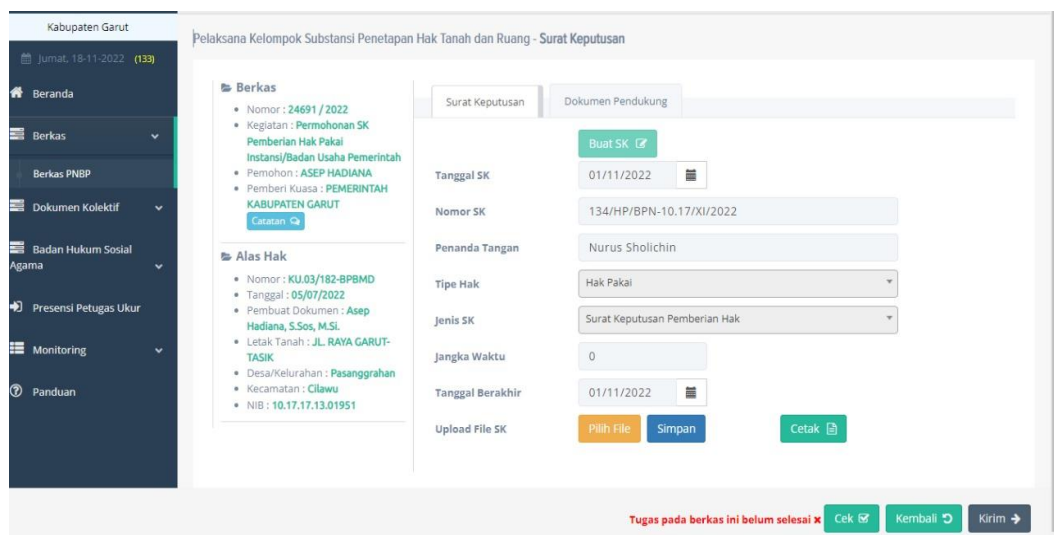 Kabupaten Garut
Jumat, 18-11-2022 (133)
Beranda
Berkas
Berkas PNBP
Dokumen Kolektif
Badan Hukum Sosial
Agama
Presensi Petugas Ukur
Monitoring
Panduan
Pelaksana Kelompok Substansi Penetapan Hak Tanah dan Ruang - Surat Keputusan
Berkas
Nomor : 24691 / 2022
Kegiatan : Permohonan SK
Pemberian Hak Pakai
Instansi/Badan Usaha Pemerintah
Pemohon : ASEP HADIANA
Pemberi Kuasa : PEMERINTAH
KABUPATEN GARUT
Catatan
Alas Hak
Nomor : KU.03/182-BPBMD
Tanggal : 05/07/2022
Pembuat Dokumen : Asep
Hadiana, S.Sos, M.Si.
Letak Tanah : JL. RAYA GARUT-
TASIK
Desa/Kelurahan : Pasanggrahan
Kecamatan : Cilawu
NIB : 10.17.17.13.01951
Surat Keputusan
Dokumen Pendukung
Buat SK
Tanggal SK 01/11/2022
Nomor SK 134/HP/BPN-10.17/XI/2022
Penanda Tangan Nurus Sholichin
Tipe Hak Hak Pakai
Jenis SK Surat Keputusan Pemberian Hak
Jangka Waktu 0
Tanggal Berakhir 01/11/2022
Upload File SK Pilih File Simpan Cetak
Tugas pada berkas ini belum selesai Cek Kembali Kirim